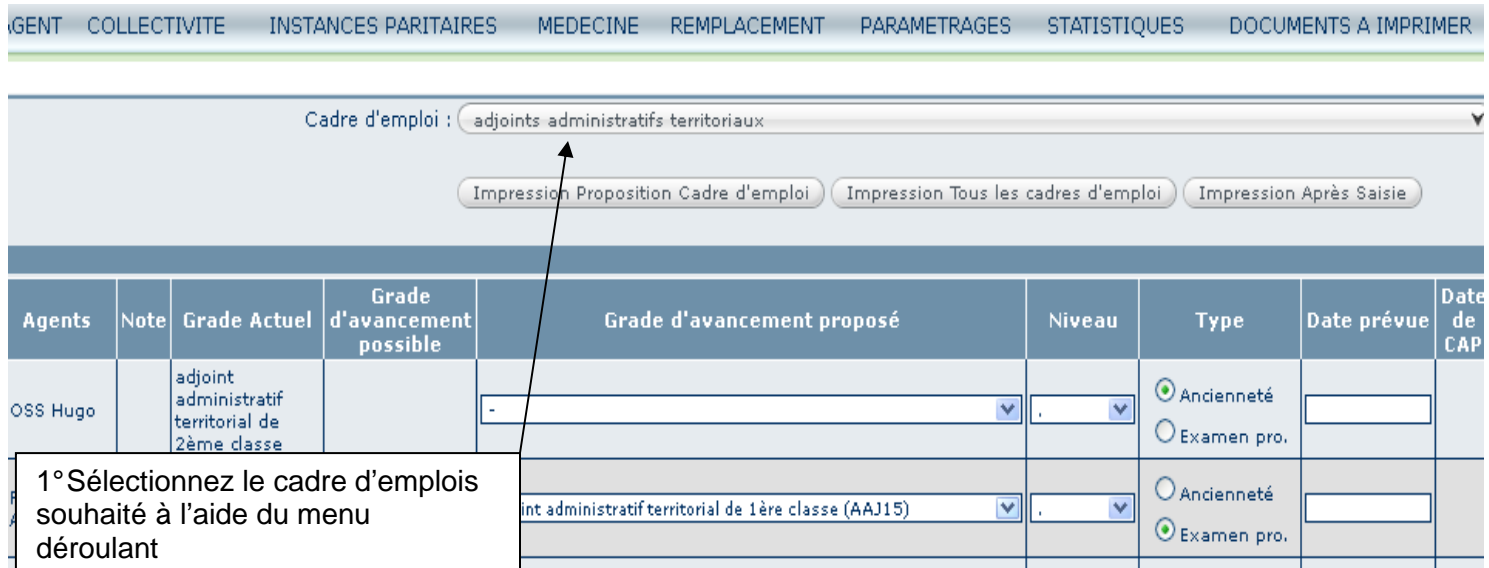 AGENT COLLECTIVITE INSTANCES PARITAIRES MEDECINE REMPLACEMENT PARAMETRAGES STATISTIQUES DOCUMENTS A IMPRIMER
Cadre d'emploi : adjoints administratifs territoriaux
Impression Proposition Cadre d'emploi Impression Tous les cadres d'emploi Impression Après Saisie
Agents Note Grade Actuel Grade d'avancement possible Grade d'avancement proposé Niveau Type Date prévue Date de CAP
OSS Hugo
adjoint
administratif
territorial de
2ème classe
- .
Ancienneté
Examen pro.
1° Sélectionnez le cadre d'emplois
souhaité à l'aide du menu
déroulant
int administratif territorial de 1ère classe (AAJ15) .
Ancienneté
Examen pro.